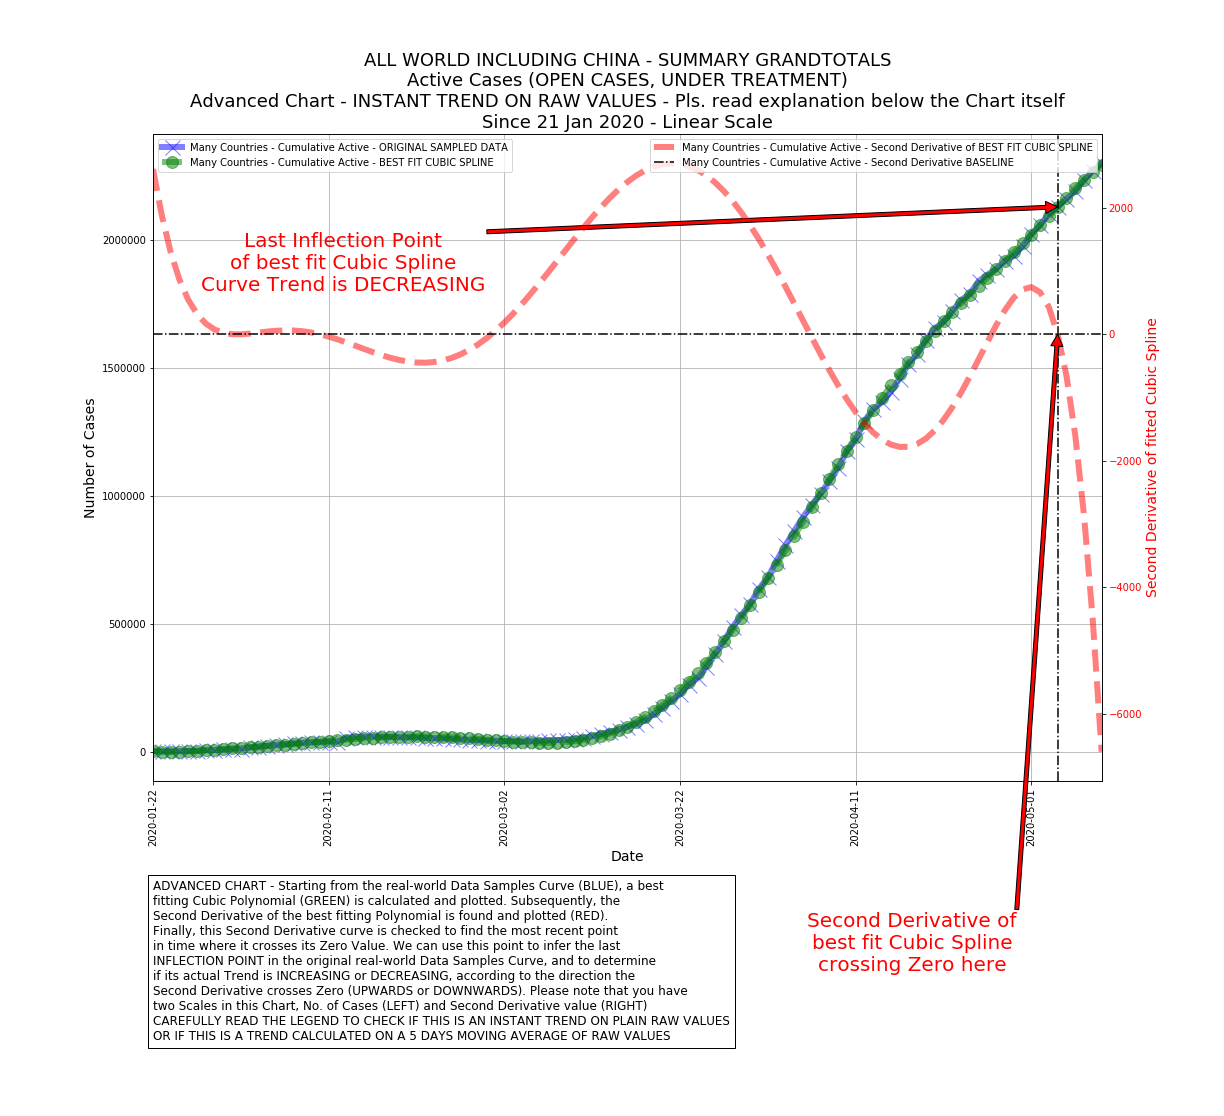 ALL WORLD INCLUDING CHINA - SUMMARY GRANDTOTALS
Active Cases (OPEN CASES, UNDER TREATMENT)
Advanced Chart - INSTANT TREND ON RAW VALUES - Pls. read explanation below the Chart itself
Since 21 Jan 2020 - Linear Scale
Many Countries - Cumulative Active - ORIGINAL SAMPLED DATA
Many Countries - Cumulative Active - BEST FIT CUBIC SPLINE
Many Countries - Cumulative Active - Second Derivative of BEST FIT CUBIC SPLINE
Many Countries - Cumulative Active - Second Derivative BASELINE
Last Inflection Point
of best fit Cubic Spline
Curve Trend is DECREASING
Number of Cases
2000000
1500000
1000000
500000
0
2000
0
−2000
−4000
−6000
Second Derivative of fitted Cubic Spline
2020-01-22
2020-02-11
2020-03-02
2020-03-22
2020-04-11
2020-05-01
Date
ADVANCED CHART - Starting from the real-world Data Samples Curve (BLUE), a best
fitting Cubic Polynomial (GREEN) is calculated and plotted. Subsequently, the
Second Derivative of the best fitting Polynomial is found and plotted (RED).
Finally, this Second Derivative curve is checked to find the most recent point
in time where it crosses its Zero Value. We can use this point to infer the last
INFLECTION POINT in the original real-world Data Samples Curve, and to determine
if its actual Trend is INCREASING or DECREASING, according to the direction the
Second Derivative crosses Zero (UPWARDS or DOWNWARDS). Please note that you have
two Scales in this Chart, No. of Cases (LEFT) and Second Derivative value (RIGHT)
CAREFULLY READ THE LEGEND TO CHECK IF THIS IS AN INSTANT TREND ON PLAIN RAW VALUES
OR IF THIS IS A TREND CALCULATED ON A 5 DAYS MOVING AVERAGE OF RAW VALUES
Second Derivative of
best fit Cubic Spline
crossing Zero here